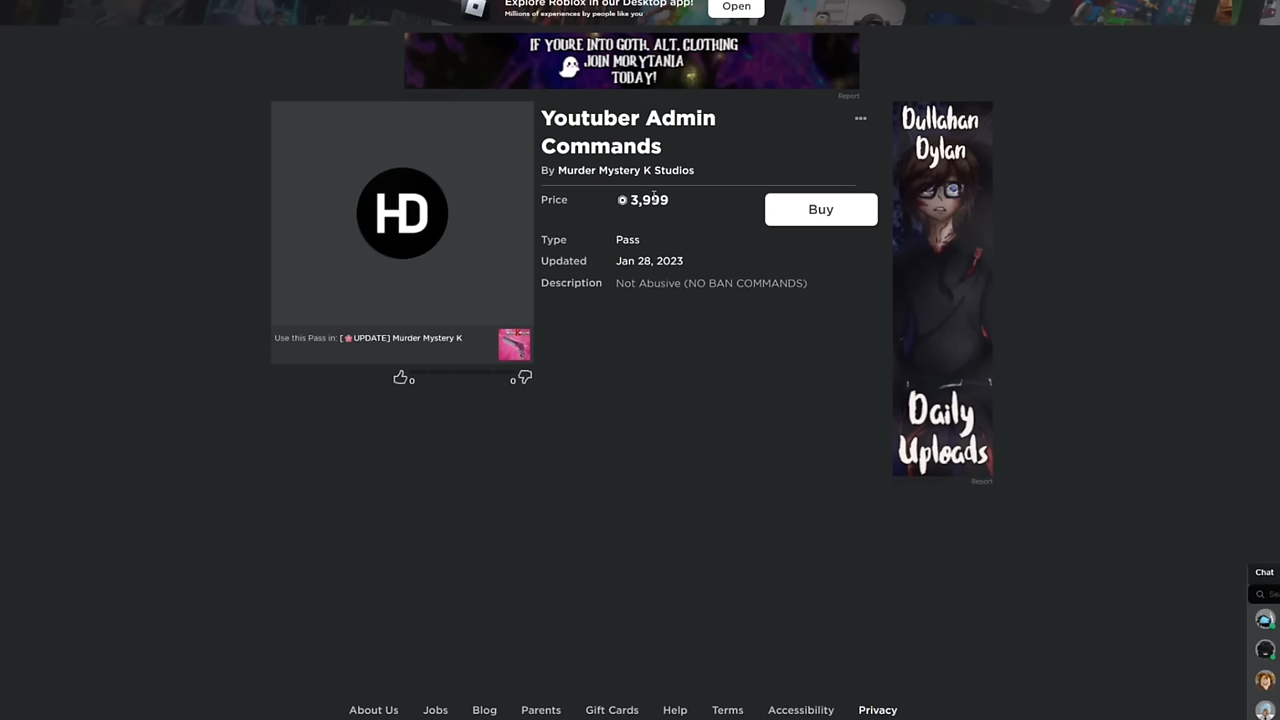 Explore Roblox in our Desktop app!
Millions of experiences by people like you
Open
IF YOURE INTO GOTH, ALT, CLOTHING
JOIN MORYTANIA
TODAY!
Report
HD
Youtuber Admin
Commands
By Murder Mystery K Studios
Price 3,999
Buy
Type Pass
Updated Jan 28, 2023
Description Not Abusive (NO BAN COMMANDS)
Use this Pass in: [🌸UPDATE] Murder Mystery K
0
0
Dullahan
Dylan
Daily
Uploads
Report
Chat
About Us Jobs Blog Parents Gift Cards Help Terms Accessibility Privacy